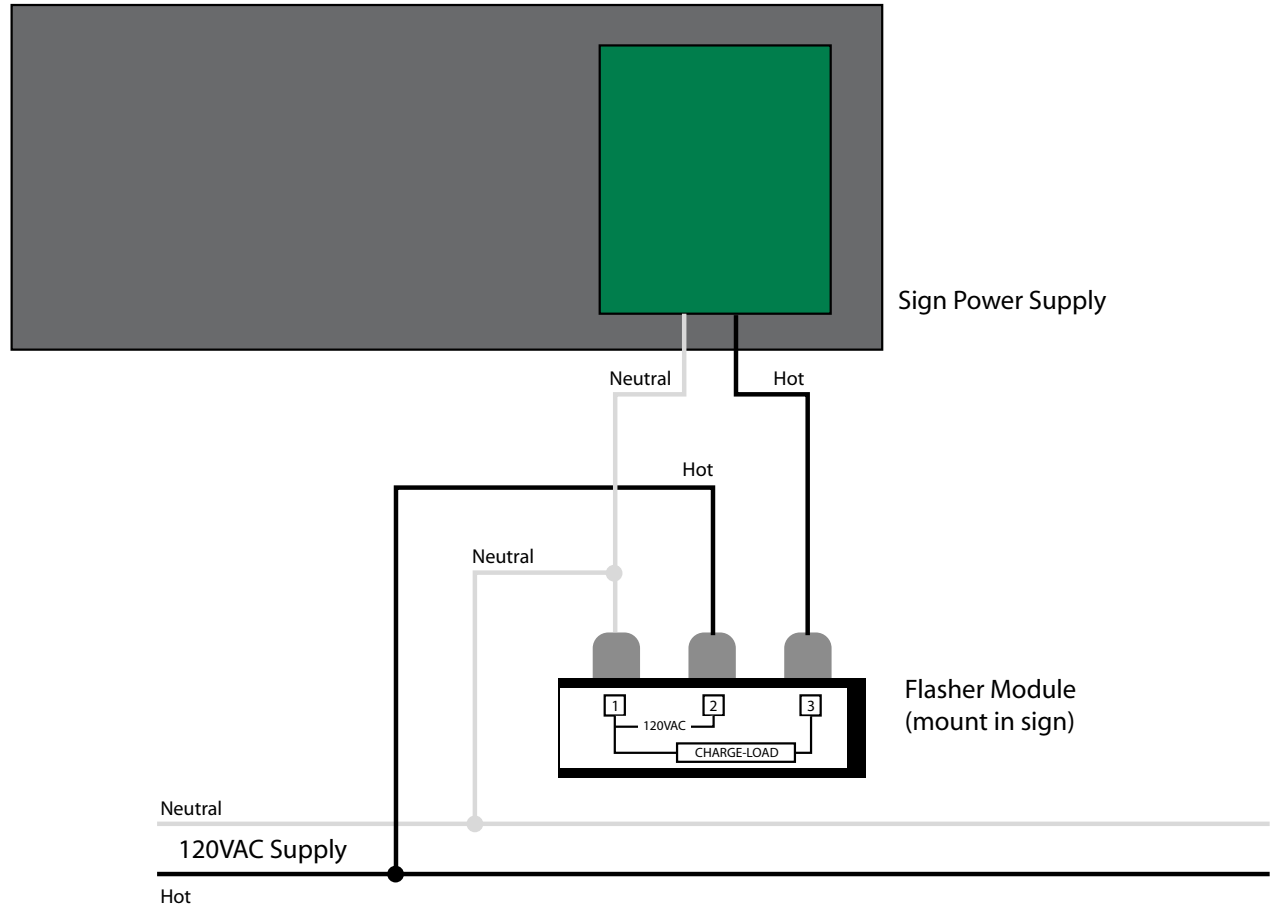 Sign Power Supply
Neutral
Hot
Hot
Neutral
Flasher Module
(mount in sign)
1
2
3
120VAC
CHARGE-LOAD
Neutral
120VAC Supply
Hot